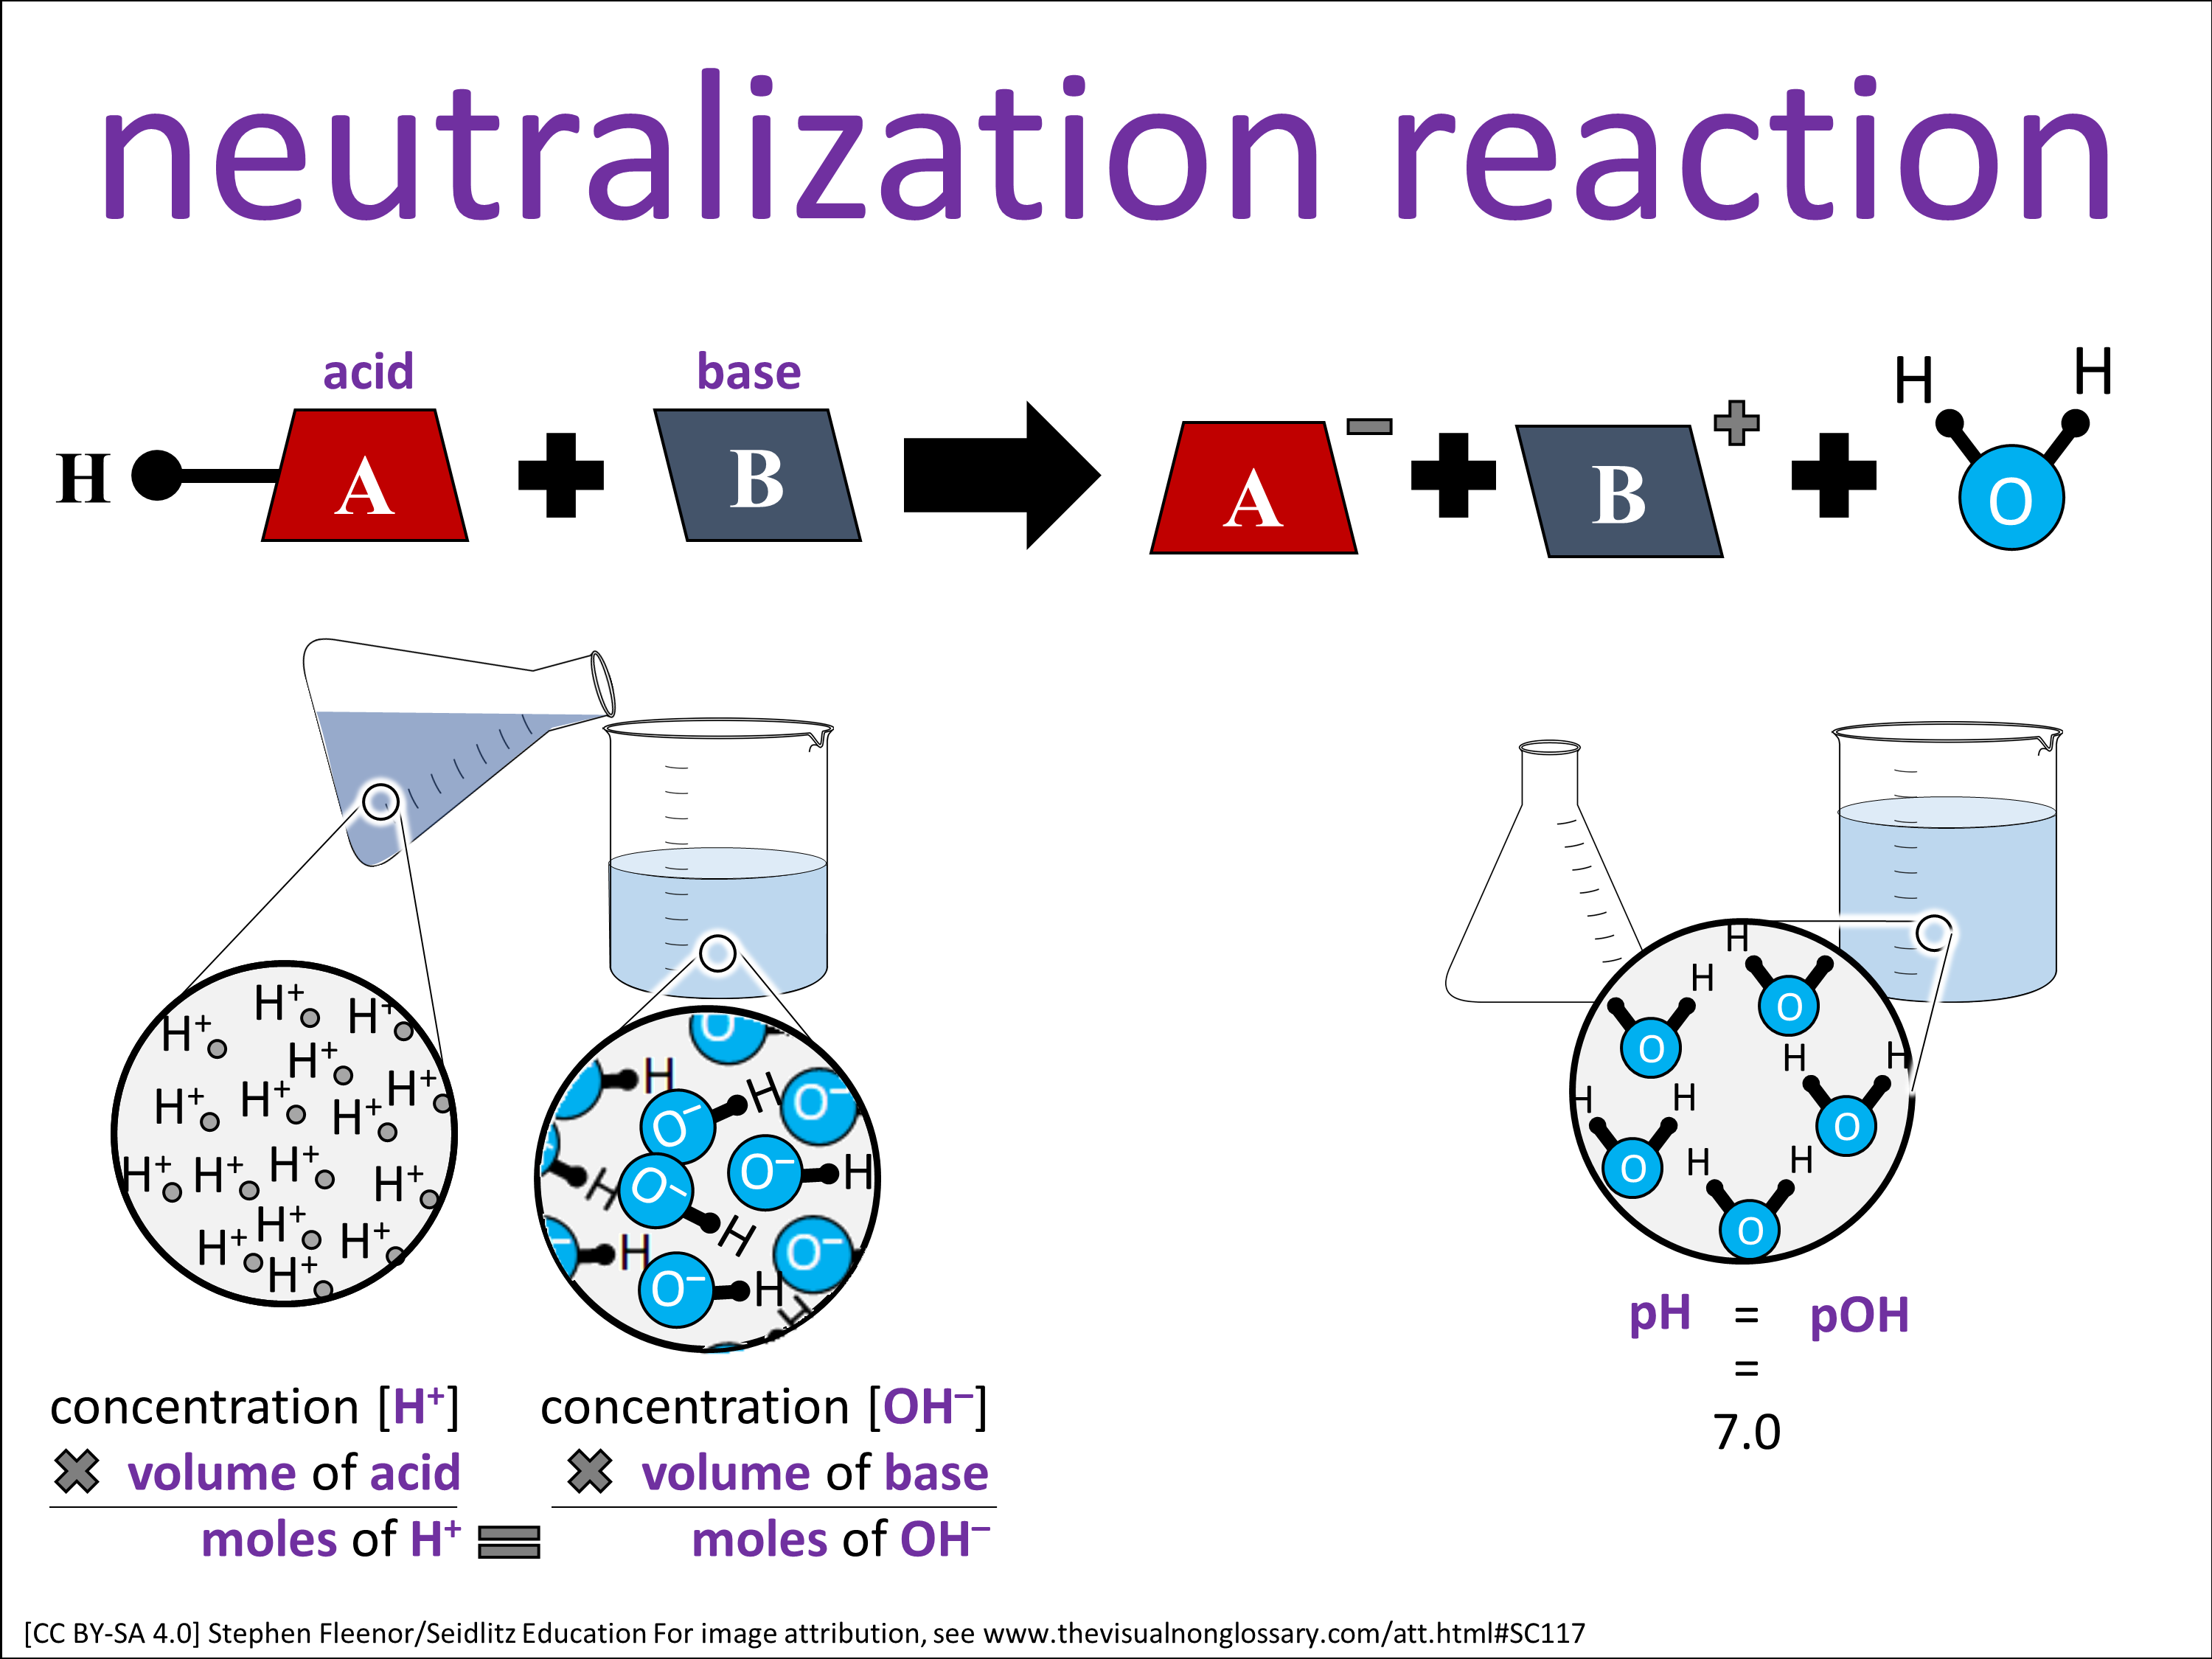 neutralization reaction
acid base
H A B A B H H O
H⁺ H⁺ H⁺
H⁺
H⁺ H⁺ H⁺ H⁺
H⁺ H⁺ H⁺ H⁺
H⁺ H⁺ H⁺
H⁺
O H
O⁻ H O⁻
O⁻ H O⁻ H
H
O⁻ H O⁻
O⁻ H
H
H H O
O
H H
O
H H
O
H H
O
O
pH = pOH
=
7.0
concentration [H⁺] concentration [OH⁻]
volume of acid volume of base
moles of H⁺ moles of OH⁻
[CC BY-SA 4.0] Stephen Fleenor/Seidlitz Education For image attribution, see www.thevisualnonglossary.com/att.html#SC117